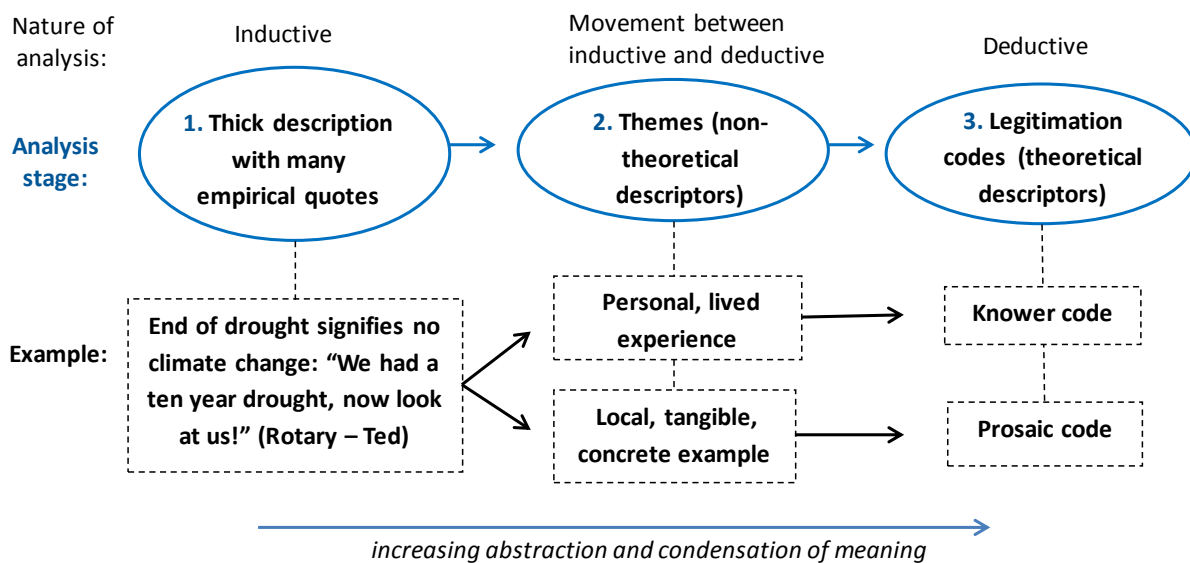 Nature of
analysis:
Inductive
Movement between
inductive and deductive
Deductive
Analysis
stage:
1. Thick description
with many
empirical quotes
2. Themes (non-
theoretical
descriptors)
3. Legitimation
codes (theoretical
descriptors)
Example:
End of drought signifies no
climate change: “We had a
ten year drought, now look
at us!” (Rotary – Ted)
Personal, lived
experience
Knower code
Local, tangible,
concrete example
Prosaic code
increasing abstraction and condensation of meaning